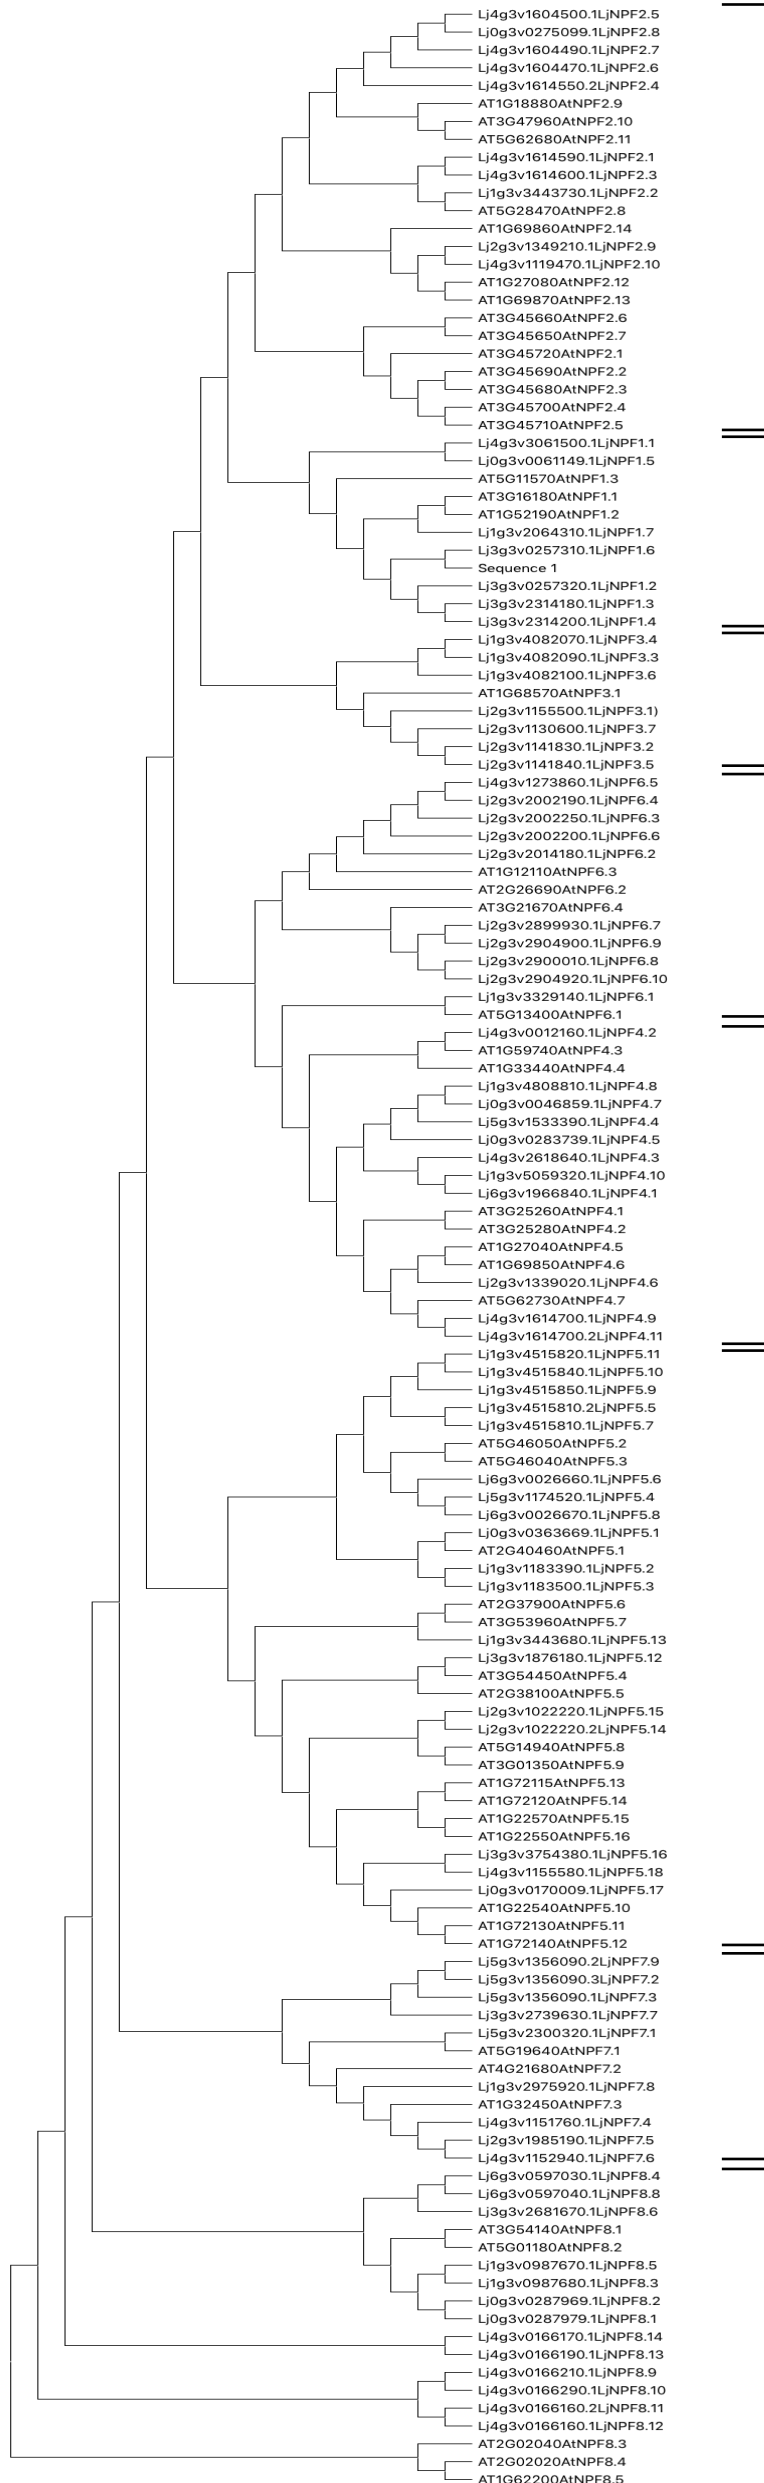 Lj4g3v1604500.1LjNPF2.5
Lj0g3v0275099.1LjNPF2.8
Lj4g3v1604490.1LjNPF2.7
Lj4g3v1604470.1LjNPF2.6
Lj4g3v1614550.2LjNPF2.4
AT1G18880AtNPF2.9
AT3G47960AtNPF2.10
AT5G62680AtNPF2.11
Lj4g3v1614590.1LjNPF2.1
Lj4g3v1614600.1LjNPF2.3
Lj1g3v3443730.1LjNPF2.2
AT5G28470AtNPF2.8
AT1G69860AtNPF2.14
Lj2g3v1349210.1LjNPF2.9
Lj4g3v1119470.1LjNPF2.10
AT1G27080AtNPF2.12
AT1G69870AtNPF2.13
AT3G45660AtNPF2.6
AT3G45650AtNPF2.7
AT3G45720AtNPF2.1
AT3G45690AtNPF2.2
AT3G45680AtNPF2.3
AT3G45700AtNPF2.4
AT3G45710AtNPF2.5
Lj4g3v3061500.1LjNPF1.1
Lj0g3v0061149.1LjNPF1.5
AT5G11570AtNPF1.3
AT3G16180AtNPF1.1
AT1G52190AtNPF1.2
Lj1g3v2064310.1LjNPF1.7
Lj3g3v0257310.1LjNPF1.6
Sequence 1
Lj3g3v0257320.1LjNPF1.2
Lj3g3v2314180.1LjNPF1.3
Lj3g3v2314200.1LjNPF1.4
Lj1g3v4082070.1LjNPF3.4
Lj1g3v4082090.1LjNPF3.3
Lj1g3v4082100.1LjNPF3.6
AT1G68570AtNPF3.1
Lj2g3v1155500.1LjNPF3.1)
Lj2g3v1130600.1LjNPF3.7
Lj2g3v1141830.1LjNPF3.2
Lj2g3v1141840.1LjNPF3.5
Lj4g3v1273860.1LjNPF6.5
Lj2g3v2002190.1LjNPF6.4
Lj2g3v2002250.1LjNPF6.3
Lj2g3v2002200.1LjNPF6.6
Lj2g3v2014180.1LjNPF6.2
AT1G12110AtNPF6.3
AT2G26690AtNPF6.2
AT3G21670AtNPF6.4
Lj2g3v2899930.1LjNPF6.7
Lj2g3v2904900.1LjNPF6.9
Lj2g3v2900010.1LjNPF6.8
Lj2g3v2904920.1LjNPF6.10
Lj1g3v3329140.1LjNPF6.1
AT5G13400AtNPF6.1
Lj4g3v0012160.1LjNPF4.2
AT1G59740AtNPF4.3
AT1G33440AtNPF4.4
Lj1g3v4808810.1LjNPF4.8
Lj0g3v0046859.1LjNPF4.7
Lj5g3v1533390.1LjNPF4.4
Lj0g3v0283739.1LjNPF4.5
Lj4g3v2618640.1LjNPF4.3
Lj1g3v5059320.1LjNPF4.10
Lj6g3v1966840.1LjNPF4.1
AT3G25260AtNPF4.1
AT3G25280AtNPF4.2
AT1G27040AtNPF4.5
AT1G69850AtNPF4.6
Lj2g3v1339020.1LjNPF4.6
AT5G62730AtNPF4.7
Lj4g3v1614700.1LjNPF4.9
Lj4g3v1614700.2LjNPF4.11
Lj1g3v4515820.1LjNPF5.11
Lj1g3v4515840.1LjNPF5.10
Lj1g3v4515850.1LjNPF5.9
Lj1g3v4515810.2LjNPF5.5
Lj1g3v4515810.1LjNPF5.7
AT5G46050AtNPF5.2
AT5G46040AtNPF5.3
Lj6g3v0026660.1LjNPF5.6
Lj5g3v1174520.1LjNPF5.4
Lj6g3v0026670.1LjNPF5.8
Lj0g3v0363669.1LjNPF5.1
AT2G40460AtNPF5.1
Lj1g3v1183390.1LjNPF5.2
Lj1g3v1183500.1LjNPF5.3
AT2G37900AtNPF5.6
AT3G53960AtNPF5.7
Lj1g3v3443680.1LjNPF5.13
Lj3g3v1876180.1LjNPF5.12
AT3G54450AtNPF5.4
AT2G38100AtNPF5.5
Lj2g3v1022220.1LjNPF5.15
Lj2g3v1022220.2LjNPF5.14
AT5G14940AtNPF5.8
AT3G01350AtNPF5.9
AT1G72115AtNPF5.13
AT1G72120AtNPF5.14
AT1G22570AtNPF5.15
AT1G22550AtNPF5.16
Lj3g3v3754380.1LjNPF5.16
Lj4g3v1155580.1LjNPF5.18
Lj0g3v0170009.1LjNPF5.17
AT1G22540AtNPF5.10
AT1G72130AtNPF5.11
AT1G72140AtNPF5.12
Lj5g3v1356090.2LjNPF7.9
Lj5g3v1356090.3LjNPF7.2
Lj5g3v1356090.1LjNPF7.3
Lj3g3v2739630.1LjNPF7.7
Lj5g3v2300320.1LjNPF7.1
AT5G19640AtNPF7.1
AT4G21680AtNPF7.2
Lj1g3v2975920.1LjNPF7.8
AT1G32450AtNPF7.3
Lj4g3v1151760.1LjNPF7.4
Lj2g3v1985190.1LjNPF7.5
Lj4g3v1152940.1LjNPF7.6
Lj6g3v0597030.1LjNPF8.4
Lj6g3v0597040.1LjNPF8.8
Lj3g3v2681670.1LjNPF8.6
AT3G54140AtNPF8.1
AT5G01180AtNPF8.2
Lj1g3v0987670.1LjNPF8.5
Lj1g3v0987680.1LjNPF8.3
Lj0g3v0287969.1LjNPF8.2
Lj0g3v0287979.1LjNPF8.1
Lj4g3v0166170.1LjNPF8.14
Lj4g3v0166190.1LjNPF8.13
Lj4g3v0166210.1LjNPF8.9
Lj4g3v0166290.1LjNPF8.10
Lj4g3v0166160.2LjNPF8.11
Lj4g3v0166160.1LjNPF8.12
AT2G02040AtNPF8.3
AT2G02020AtNPF8.4
AT1G62200AtNPF8.5